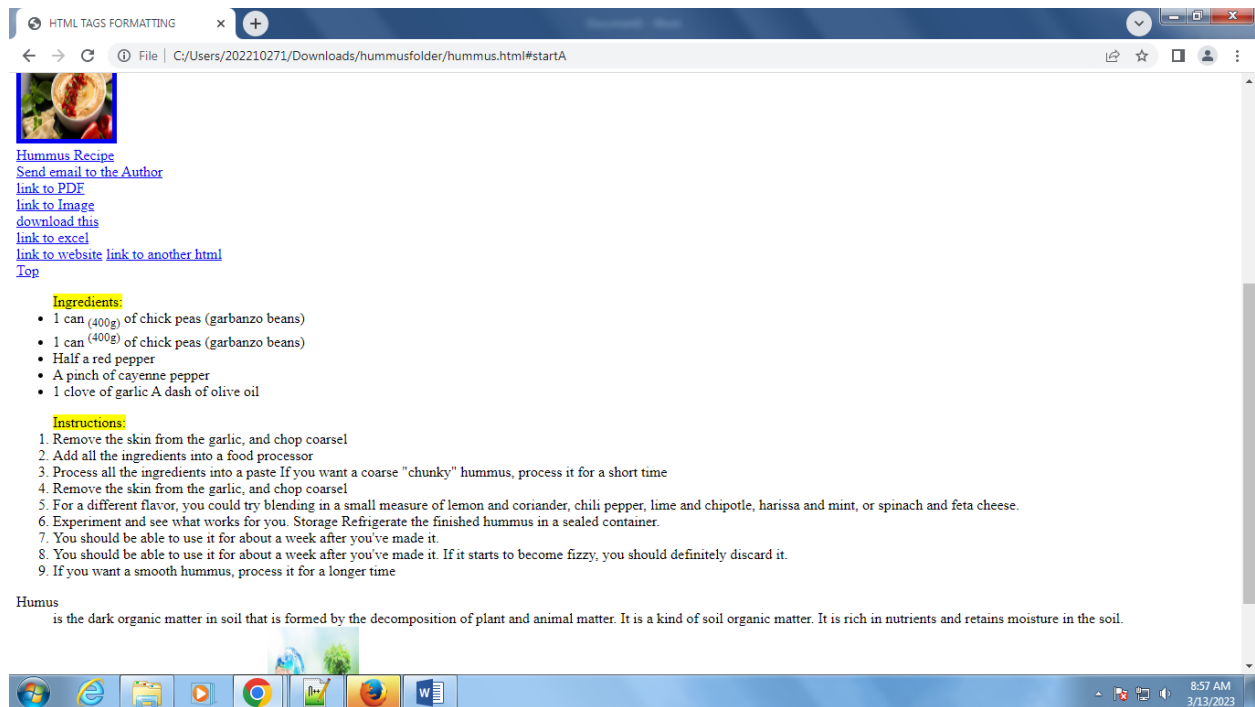 HTML TAGS FORMATTING
File | C:/Users/202210271/Downloads/hummusfolder/hummus.html#startA
Hummus Recipe
Send email to the Author
link to PDF
link to Image
download this
link to excel
link to website link to another html
Top
Ingredients:
1 can (400g) of chick peas (garbanzo beans)
1 can (400g) of chick peas (garbanzo beans)
Half a red pepper
A pinch of cayenne pepper
1 clove of garlic A dash of olive oil
Instructions:
1. Remove the skin from the garlic, and chop coarsel
2. Add all the ingredients into a food processor
3. Process all the ingredients into a paste If you want a coarse "chunky" hummus, process it for a short time
4. Remove the skin from the garlic, and chop coarsel
5. For a different flavor, you could try blending in a small measure of lemon and coriander, chili pepper, lime and chipotle, harissa and mint, or spinach and feta cheese.
6. Experiment and see what works for you. Storage Refrigerate the finished hummus in a sealed container.
7. You should be able to use it for about a week after you've made it.
8. You should be able to use it for about a week after you've made it. If it starts to become fizzy, you should definitely discard it.
9. If you want a smooth hummus, process it for a longer time
Humus
is the dark organic matter in soil that is formed by the decomposition of plant and animal matter. It is a kind of soil organic matter. It is rich in nutrients and retains moisture in the soil.
8:57 AM
3/13/2023